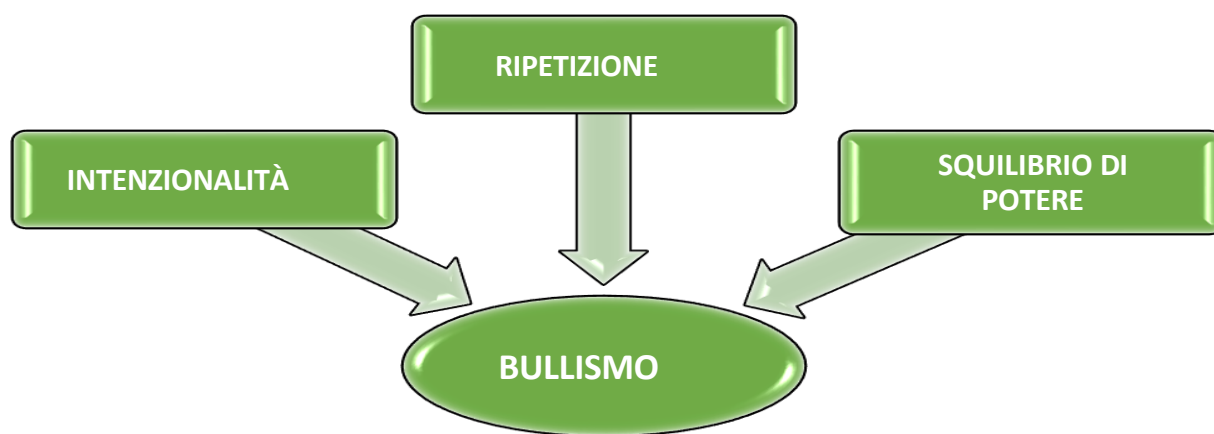 RIPETIZIONE
INTENZIONALITÀ
SQUILIBRIO DI
POTERE
BULLISMO